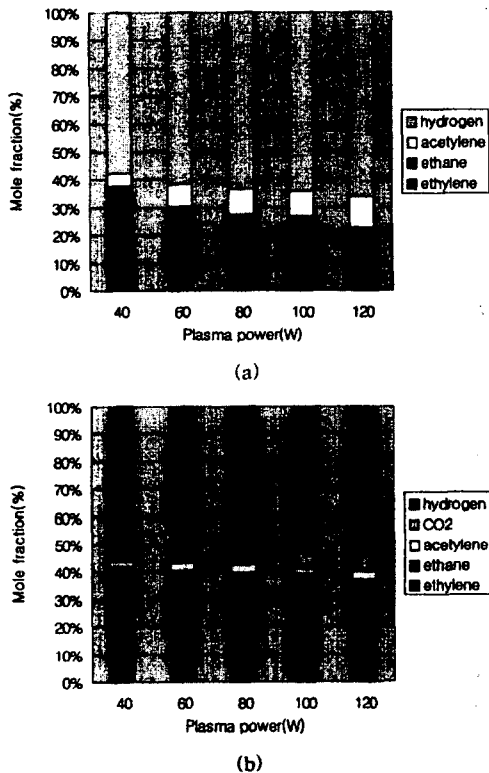 100%
90%
80%
70%
60%
50%
40%
30%
20%
10%
0%
Mole fraction(%)
40 60 80 100 120
Plasma power(W)
hydrogen
acetylene
ethane
ethylene
(a)
100%
90%
80%
70%
60%
50%
40%
30%
20%
10%
0%
Mole fraction(%)
40 60 80 100 120
Plasma power(W)
hydrogen
CO2
acetylene
ethane
ethylene
(b)